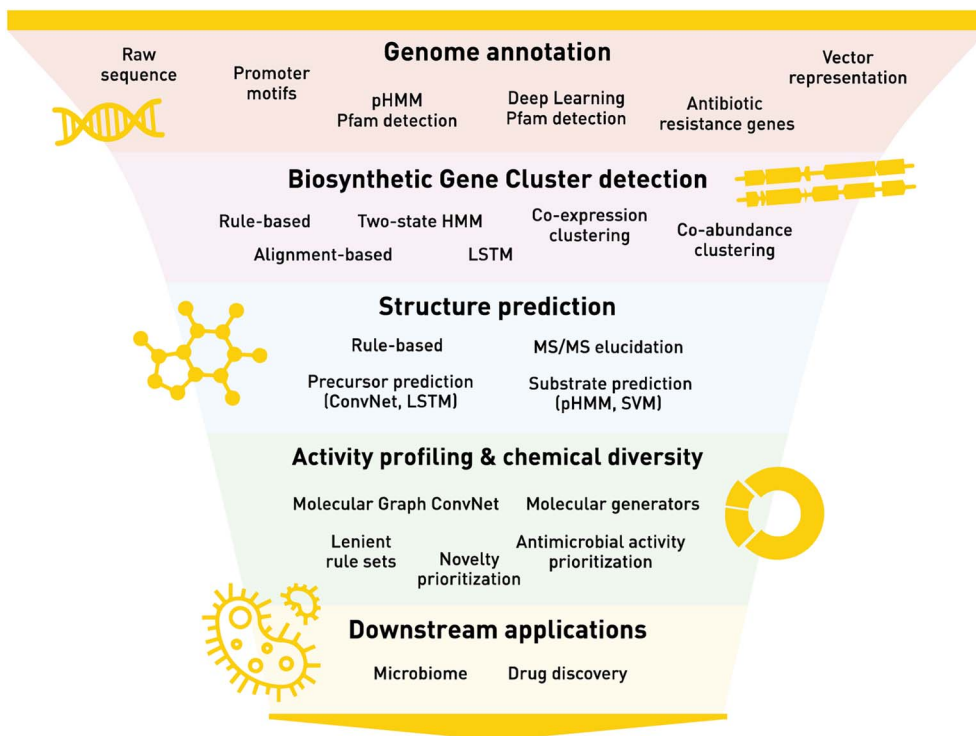 Genome annotation
Raw
sequence
Promoter
motifs
pHMM
Pfam detection
Deep Learning
Pfam detection
Antibiotic
resistance genes
Vector
representation
Biosynthetic Gene Cluster detection
Rule-based
Two-state HMM
Co-expression
clustering
Co-abundance
clustering
Alignment-based
LSTM
Structure prediction
Rule-based
MS/MS elucidation
Precursor prediction
(ConvNet, LSTM)
Substrate prediction
(pHMM, SVM)
Activity profiling & chemical diversity
Molecular Graph ConvNet
Molecular generators
Lenient
rule sets
Novelty
prioritization
Antimicrobial activity
prioritization
Downstream applications
Microbiome
Drug discovery